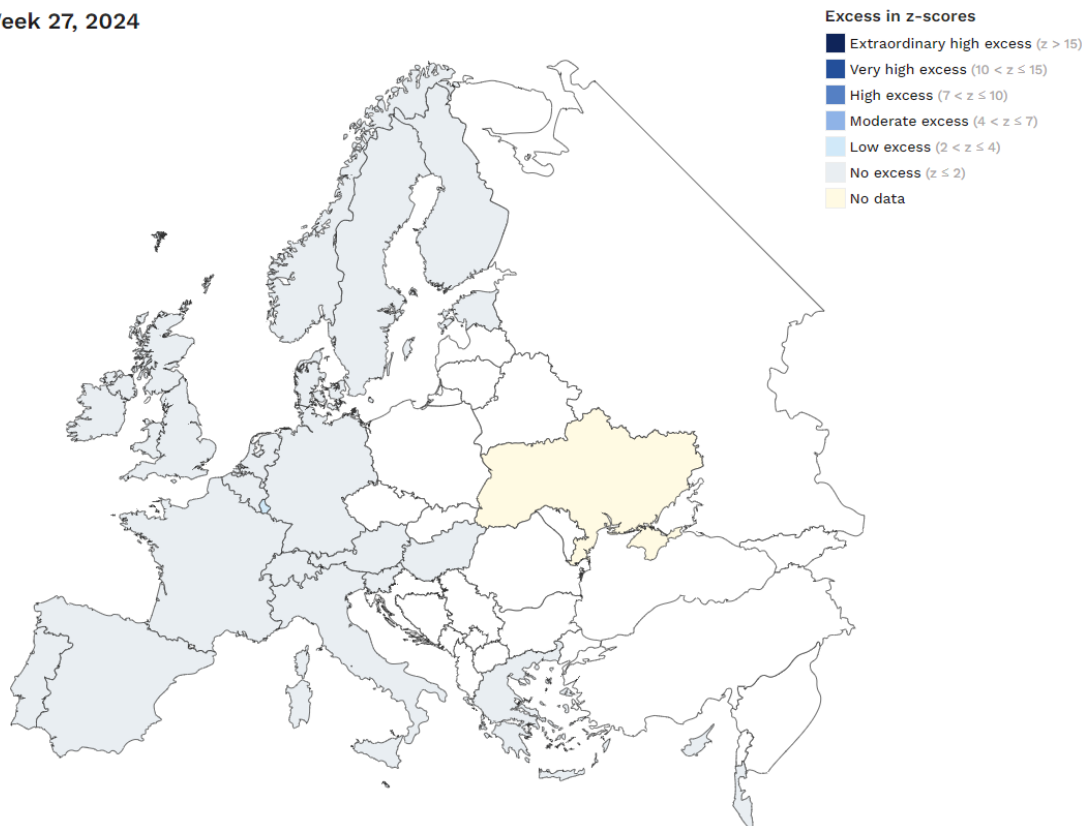 eek 27, 2024
Excess in z-scores
Extraordinary high excess (z > 15)
Very high excess (10 < z ≤ 15)
High excess (7 < z ≤ 10)
Moderate excess (4 < z ≤ 7)
Low excess (2 < z ≤ 4)
No excess (z ≤ 2)
No data